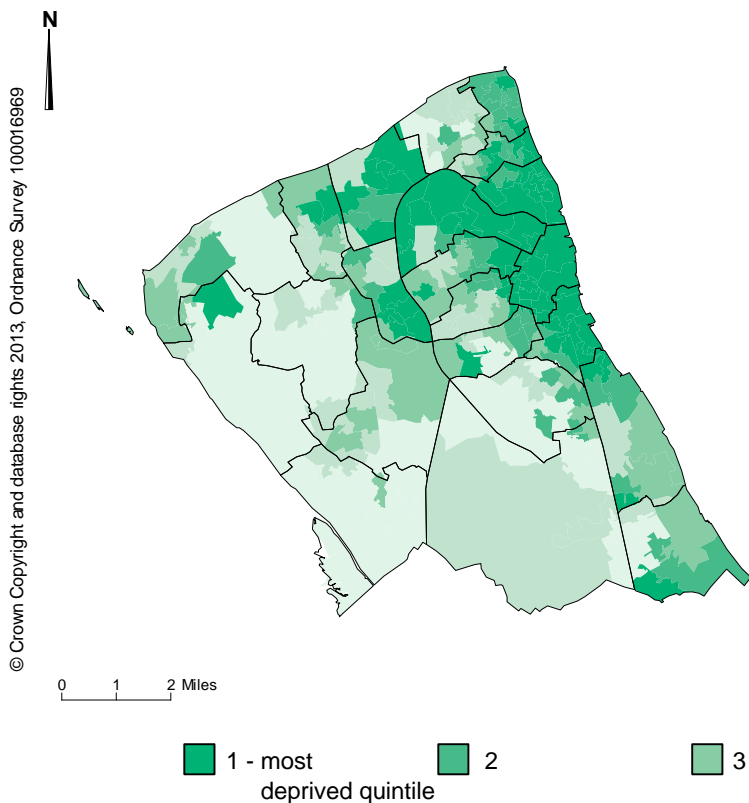 N
© Crown Copyright and database rights 2013, Ordnance Survey 100016969
0 1 2 Miles
1 - most
deprived quintile
2
3